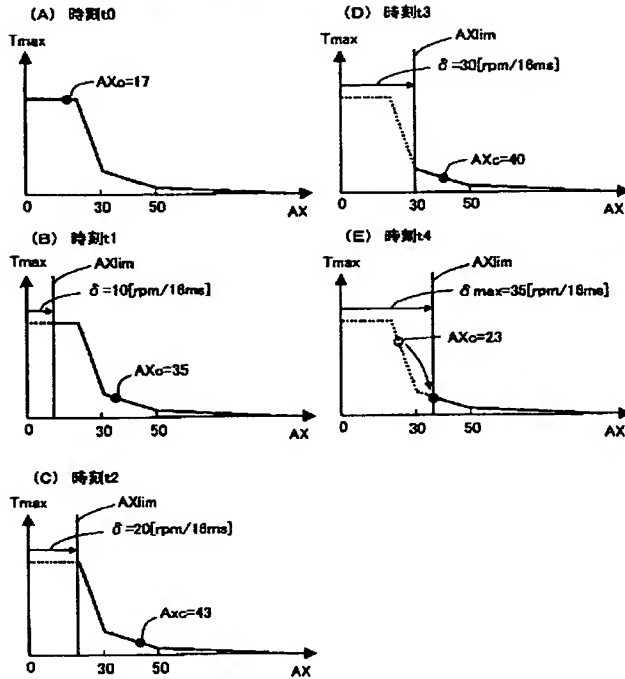 (A) 時刻t0
Tmax
AXo=17
0
30
50
AX
(B) 時刻t1
Tmax
AXlim
δ=10[rpm/16ms]
AXo=35
0
30
50
AX
(C) 時刻t2
Tmax
AXlim
δ=20[rpm/16ms]
Axc=43
0
30
50
AX
(D) 時刻t3
Tmax
AXlim
δ=30[rpm/16ms]
AXc=40
0
30
50
AX
(E) 時刻t4
Tmax
AXlim
δmax=35[rpm/16ms]
AXc=23
0
30
50
AX